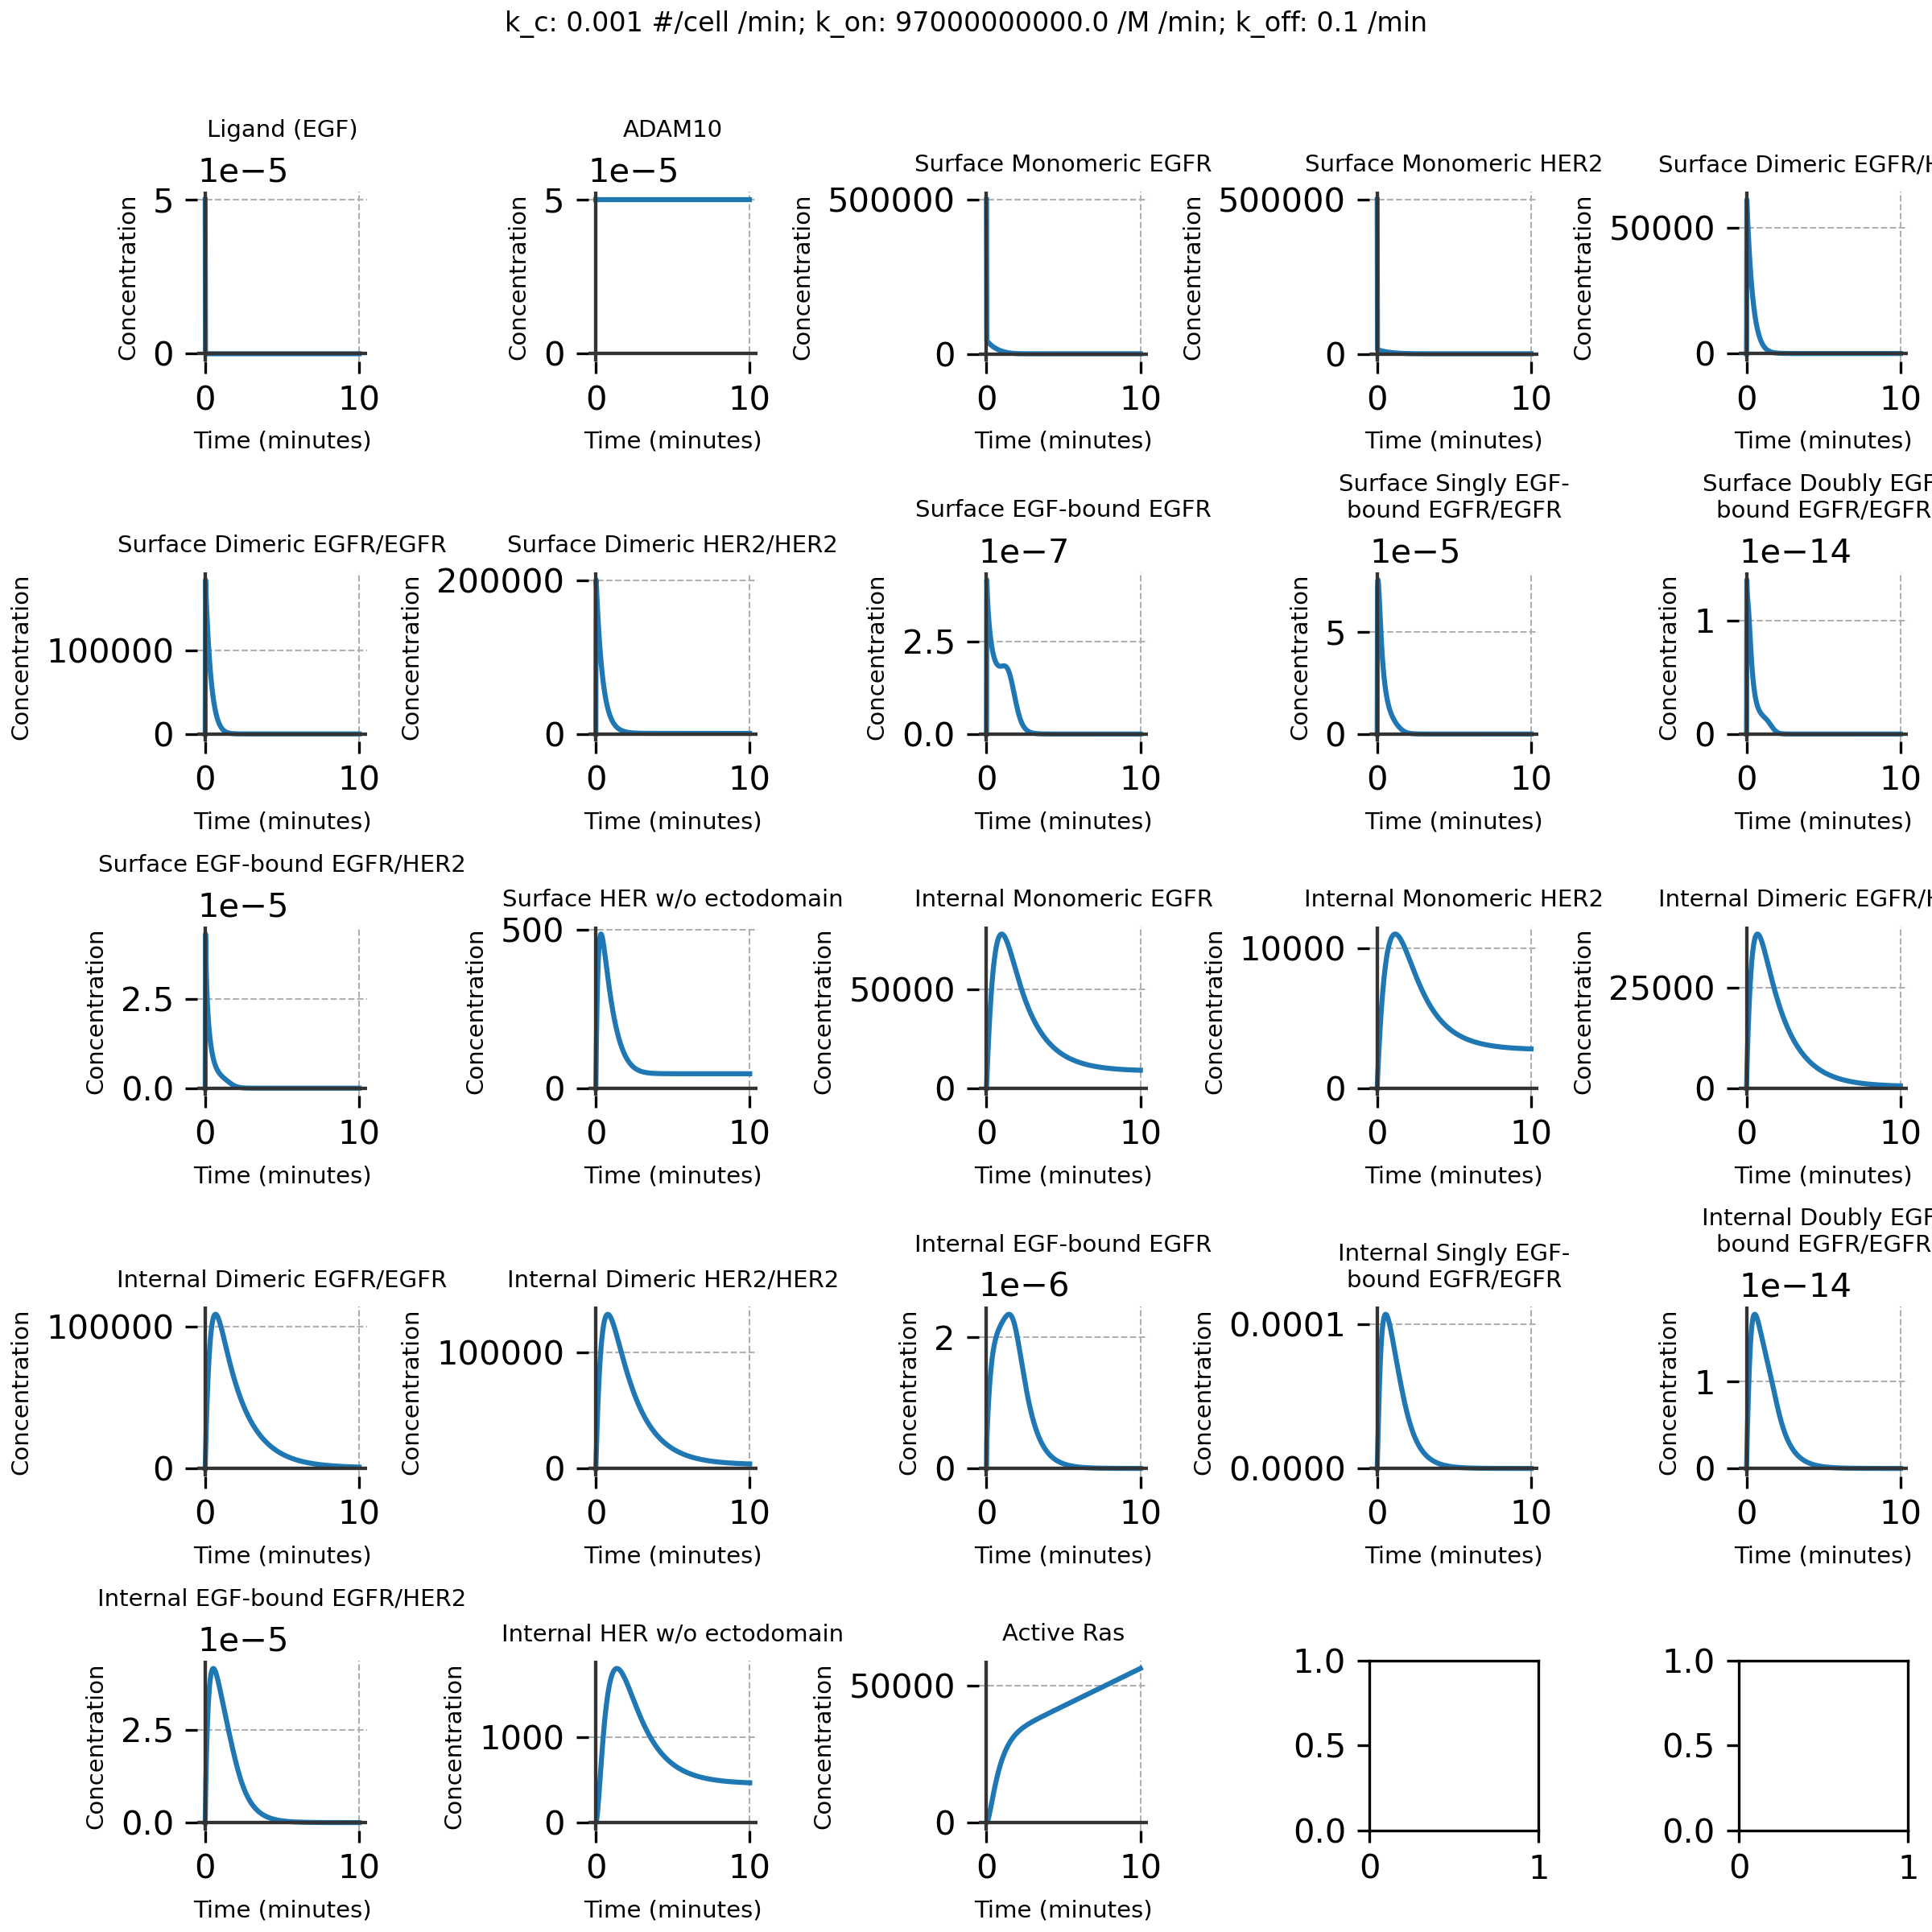 k_c: 0.001 #/cell /min; k_on: 97000000000.0 /M /min; k_off: 0.1 /min
Ligand (EGF)
1e−5
5
0
Concentration
0 10
Time (minutes)
ADAM10
1e−5
5
0
Concentration
0 10
Time (minutes)
Surface Monomeric EGFR
500000
0
Concentration
0 10
Time (minutes)
Surface Monomeric HER2
500000
0
Concentration
0 10
Time (minutes)
Surface Dimeric EGFR/H
50000
0
Concentration
0 10
Time (minutes)
Surface Dimeric EGFR/EGFR
100000
0
Concentration
0 10
Time (minutes)
Surface Dimeric HER2/HER2
200000
0
Concentration
0 10
Time (minutes)
Surface EGF-bound EGFR
1e−7
2.5
0.0
Concentration
0 10
Time (minutes)
Surface Singly EGF-
bound EGFR/EGFR
1e−5
5
0
Concentration
0 10
Time (minutes)
Surface Doubly EGF
bound EGFR/EGFR
1e−14
1
0
Concentration
0 10
Time (minutes)
Surface EGF-bound EGFR/HER2
1e−5
2.5
0.0
Concentration
0 10
Time (minutes)
Surface HER w/o ectodomain
500
0
Concentration
0 10
Time (minutes)
Internal Monomeric EGFR
50000
0
Concentration
0 10
Time (minutes)
Internal Monomeric HER2
10000
0
Concentration
0 10
Time (minutes)
Internal Dimeric EGFR/H
25000
0
Concentration
0 10
Time (minutes)
Internal Dimeric EGFR/EGFR
100000
0
Concentration
0 10
Time (minutes)
Internal Dimeric HER2/HER2
100000
0
Concentration
0 10
Time (minutes)
Internal EGF-bound EGFR
1e−6
2
0
Concentration
0 10
Time (minutes)
Internal Singly EGF-
bound EGFR/EGFR
0.0001
0.0000
Concentration
0 10
Time (minutes)
Internal Doubly EGF
bound EGFR/EGFR
1e−14
1
0
Concentration
0 10
Time (minutes)
Internal EGF-bound EGFR/HER2
1e−5
2.5
0.0
Concentration
0 10
Time (minutes)
Internal HER w/o ectodomain
1000
0
Concentration
0 10
Time (minutes)
Active Ras
50000
0
Concentration
0 10
Time (minutes)
1.0
0.5
0.0
0 1
1.0
0.5
0.0
0 1